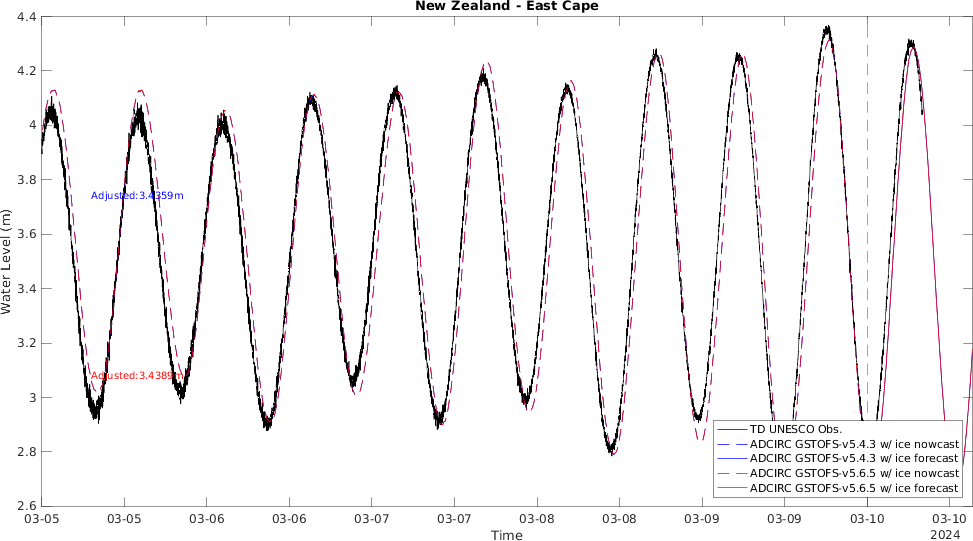 New Zealand - East Cape
Water Level (m)
4.4
4.2
4
3.8
3.6
3.4
3.2
3
2.8
2.6
Adjusted:3.4359m
Adjusted:3.4389m
TD UNESCO Obs.
ADCIRC GSTOFS-v5.4.3 w/ ice nowcast
ADCIRC GSTOFS-v5.4.3 w/ ice forecast
ADCIRC GSTOFS-v5.6.5 w/ ice nowcast
ADCIRC GSTOFS-v5.6.5 w/ ice forecast
03-05 03-05 03-06 03-06 03-07 03-07 03-08 03-08 03-09 03-09 03-10 03-10
2024
Time